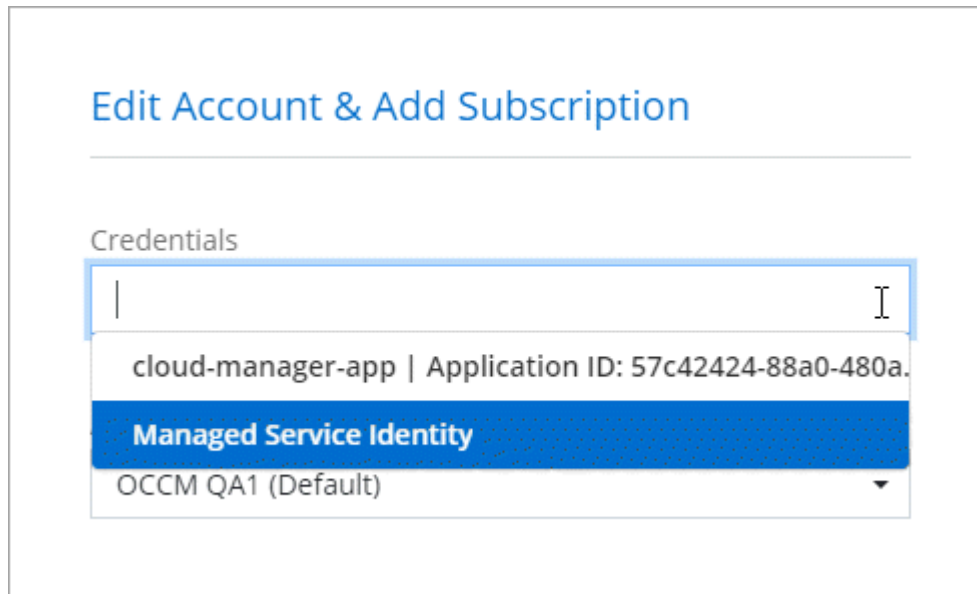 Edit Account & Add Subscription
Credentials
cloud-manager-app | Application ID: 57c42424-88a0-480a.
Managed Service Identity
OCCM QA1 (Default)